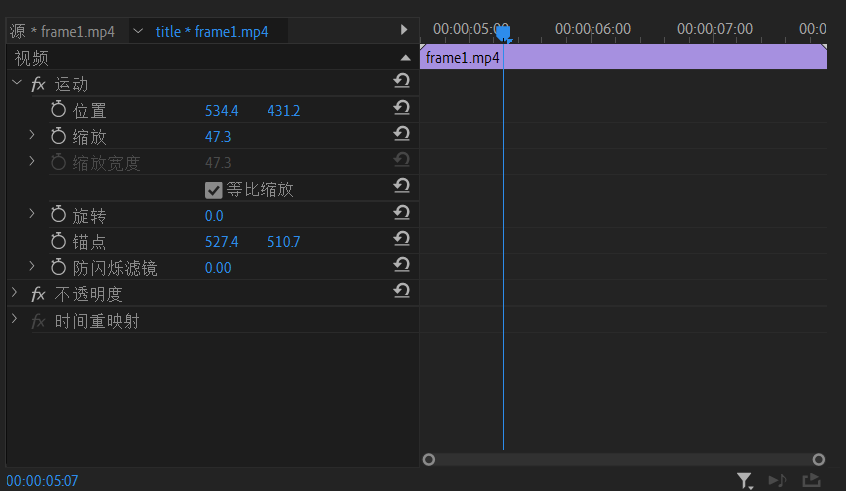 源 * frame1.mp4 title * frame1.mp4
00:00:05:00 00:00:06:00 00:00:07:00 00:0
视频
frame1.mp4
fx 运动
位置 534.4 431.2
缩放 47.3
缩放宽度 47.3
等比缩放
旋转 0.0
锚点 527.4 510.7
防闪烁滤镜 0.00
fx 不透明度
fx 时间重映射
00:00:05:07